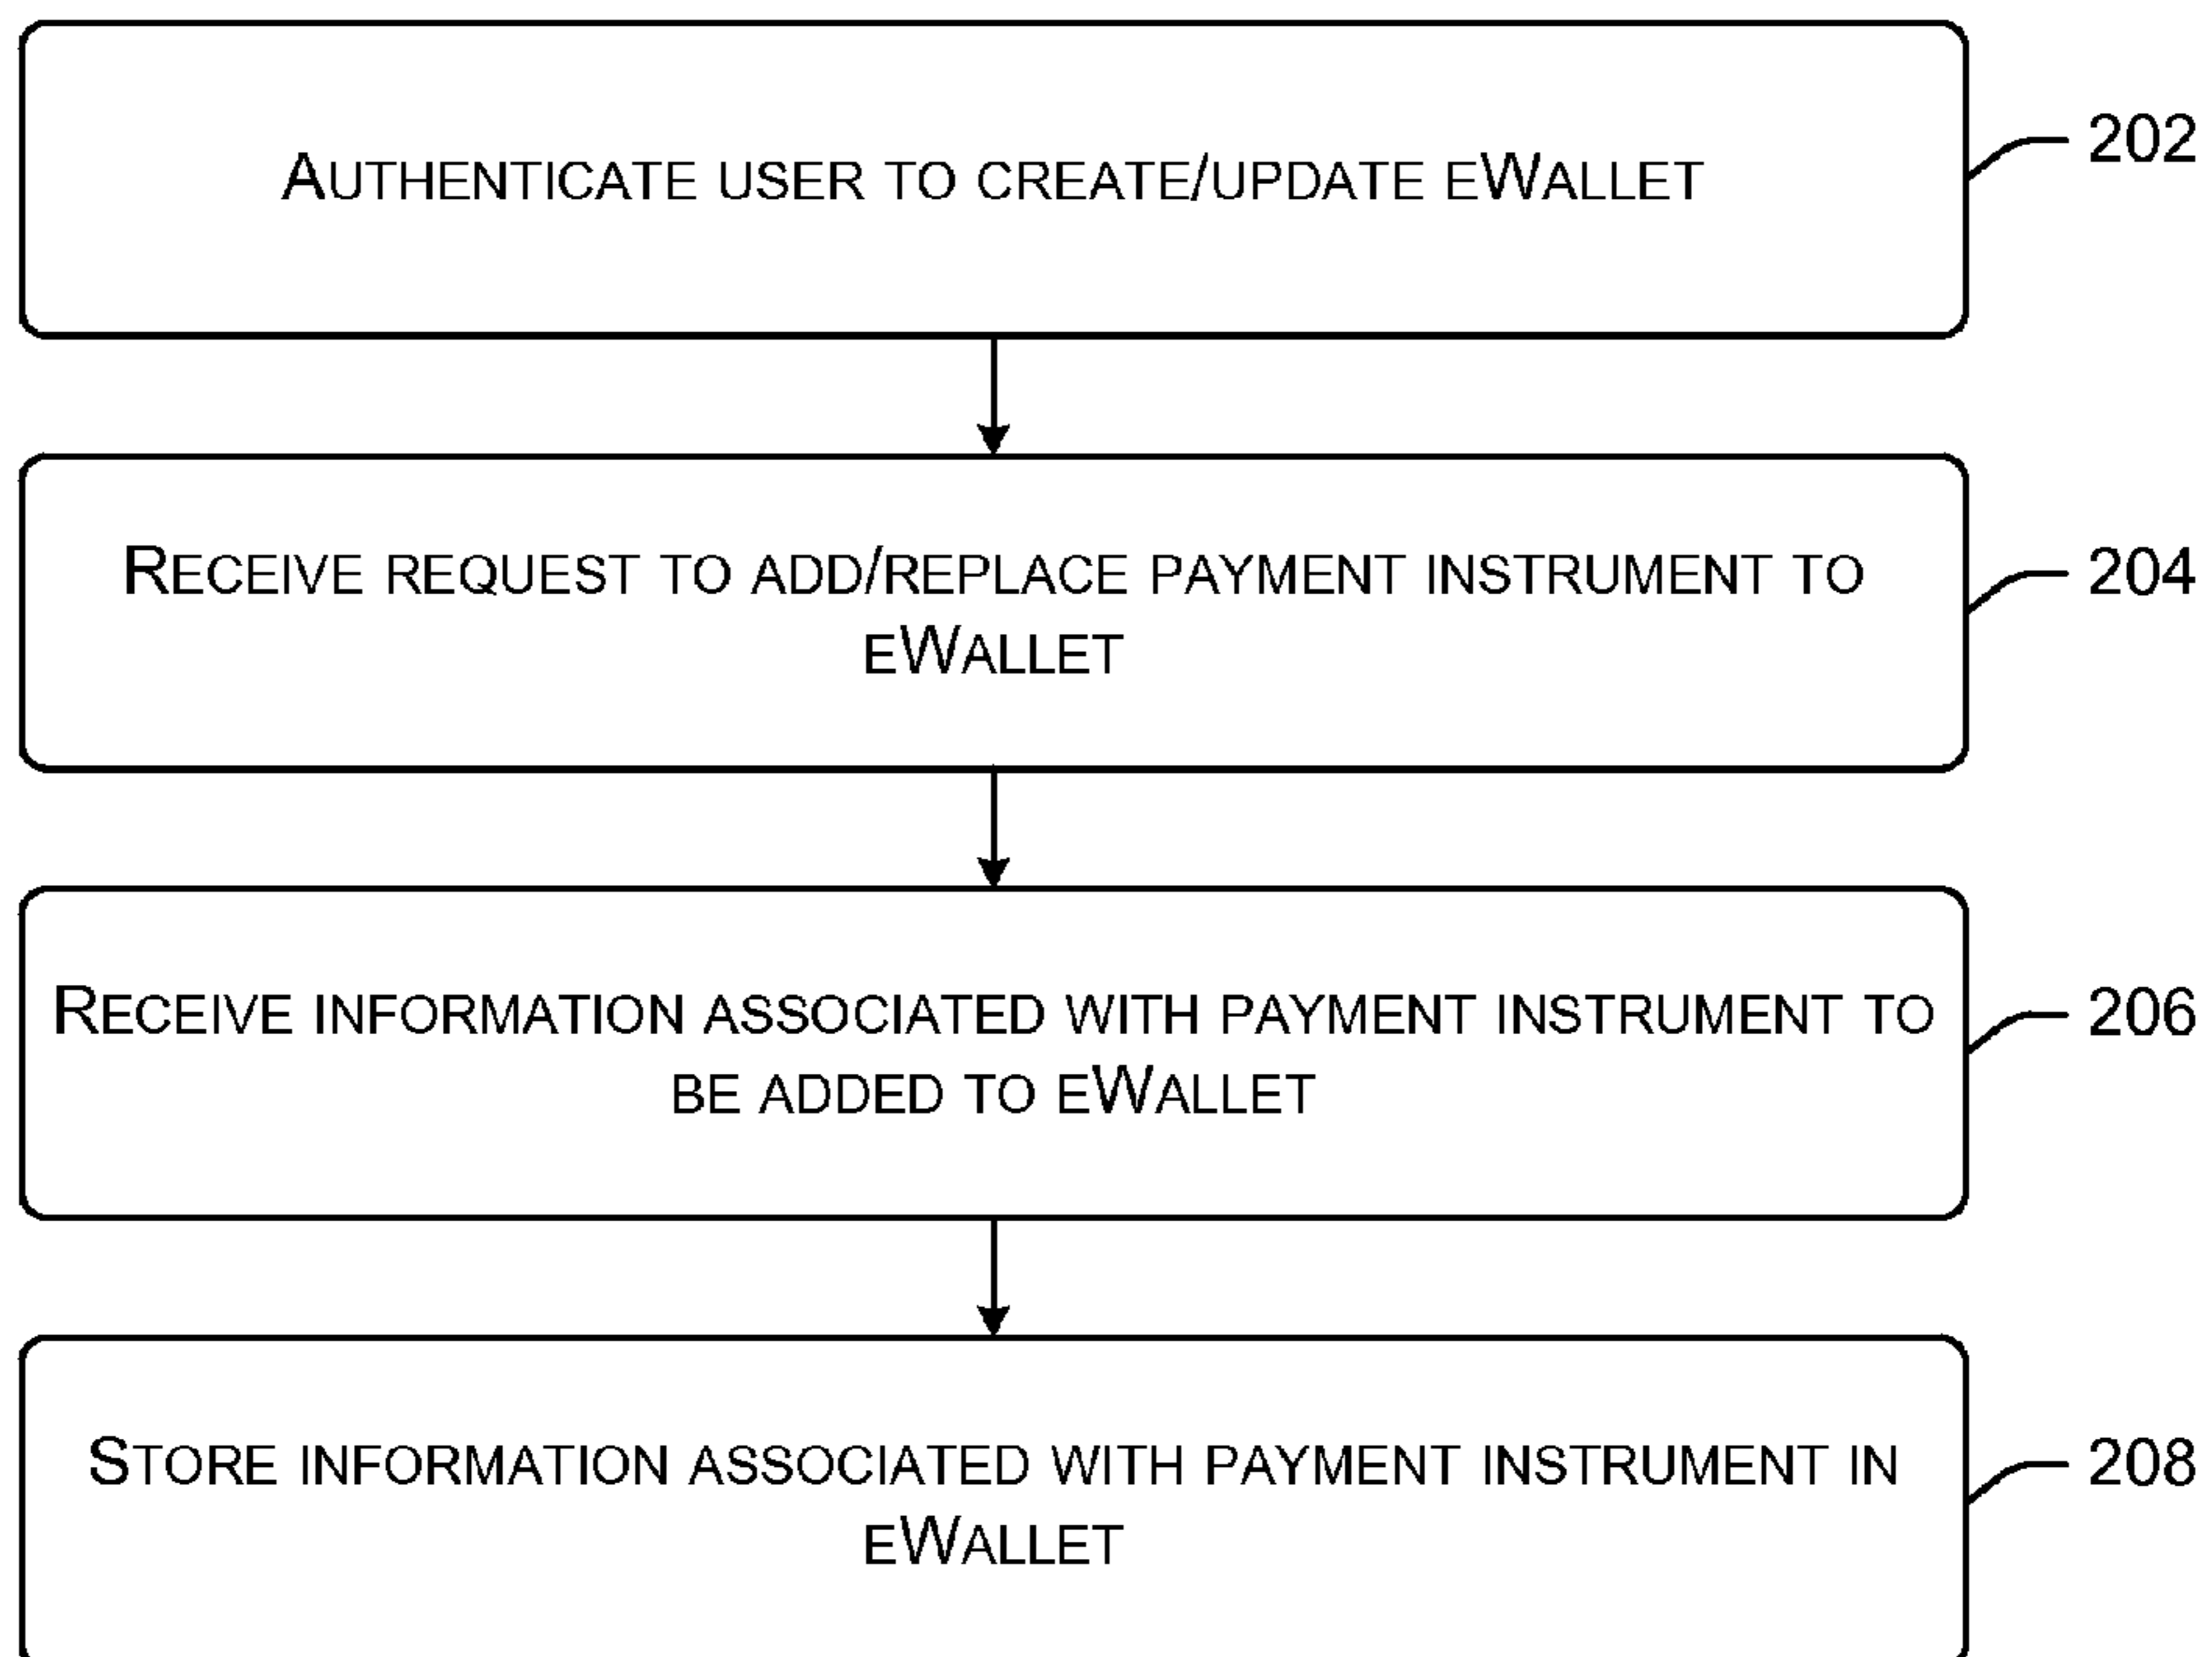 AUTHENTICATE USER TO CREATE/UPDATE EWALLET
202
RECEIVE REQUEST TO ADD/REPLACE PAYMENT INSTRUMENT TO
EWALLET
204
RECEIVE INFORMATION ASSOCIATED WITH PAYMENT INSTRUMENT TO
BE ADDED TO EWALLET
206
STORE INFORMATION ASSOCIATED WITH PAYMENT INSTRUMENT IN
EWALLET
208